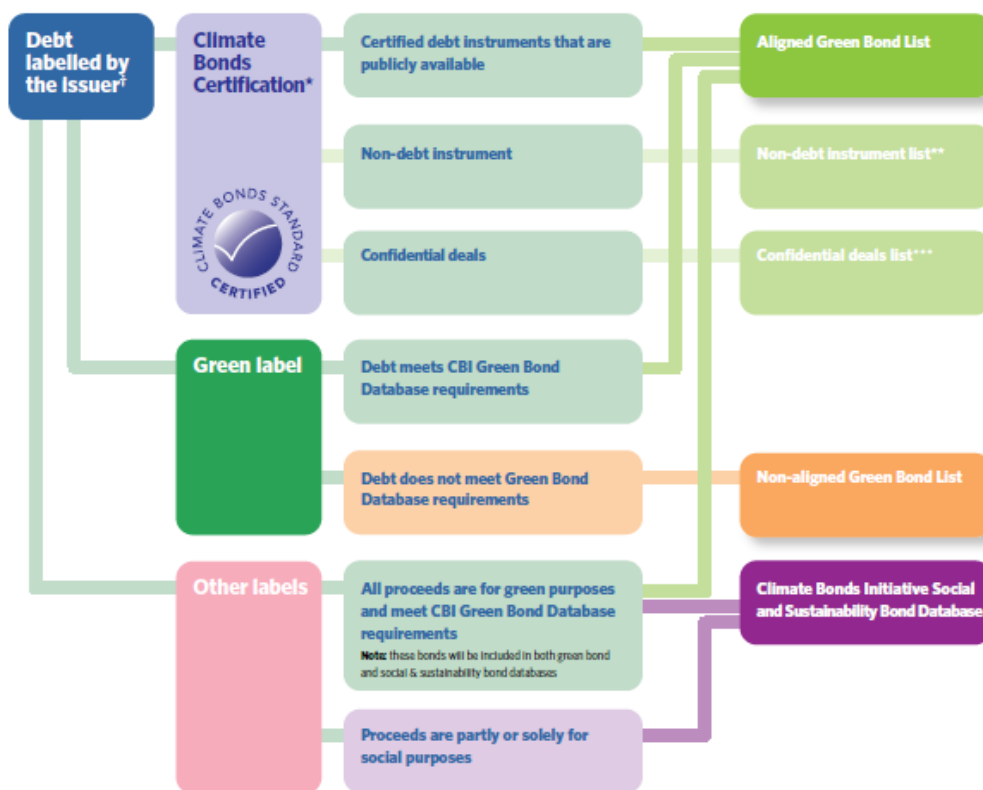 Debt
labelled by
the Issuer†
Climate
Bonds
Certification*
CLIMATE BONDS STANDARD
CERTIFIED
Certified debt instruments that are
publicly available
Aligned Green Bond List
Non-debt instrument
Non-debt instrument list**
Confidential deals
Confidential deals list***
Green label
Debt meets CBI Green Bond
Database requirements
Debt does not meet Green Bond
Database requirements
Non-aligned Green Bond List
Other labels
All proceeds are for green purposes
and meet CBI Green Bond Database
requirements
Note: these bonds will be included in both green bond
and social & sustainability bond databases
Climate Bonds Initiative Social
and Sustainability Bond Database
Proceeds are partly or solely for
social purposes